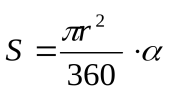 S = πr²/360 · α